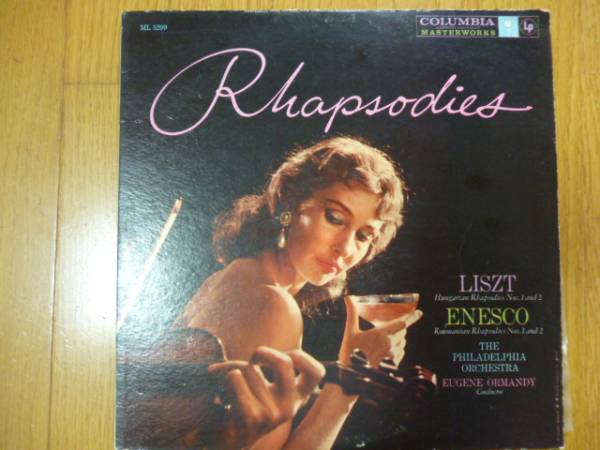 ML 5299
COLUMBIA
MASTERWORKS
LP
Rhapsodies
LISZT
Hungarian Rhapsodies Nos. 1 and 2
ENESCO
Roumanian Rhapsodies Nos. 1 and 2
THE
PHILADELPHIA
ORCHESTRA
EUGENE ORMANDY
Conductor